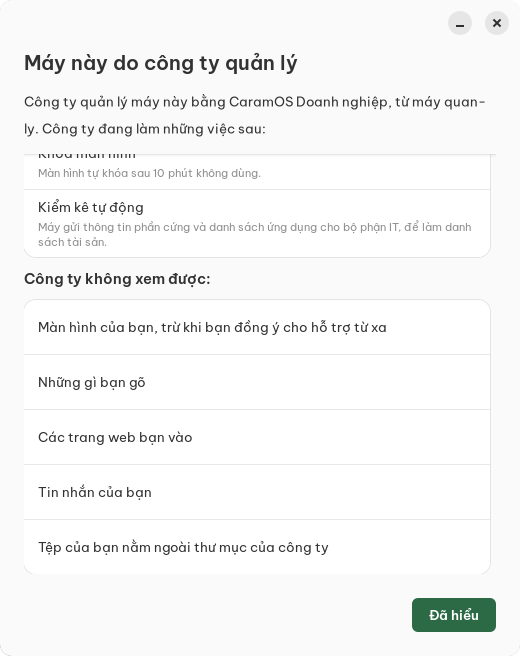 Máy này do công ty quản lý
Công ty quản lý máy này bằng CaramOS Doanh nghiệp, từ máy quan-
ly. Công ty đang làm những việc sau:
Khóa màn hình
Màn hình tự khóa sau 10 phút không dùng.
Kiểm kê tự động
Máy gửi thông tin phần cứng và danh sách ứng dụng cho bộ phận IT, để làm danh
sách tài sản.
Công ty không xem được:
Màn hình của bạn, trừ khi bạn đồng ý cho hỗ trợ từ xa
Những gì bạn gõ
Các trang web bạn vào
Tin nhắn của bạn
Tệp của bạn nằm ngoài thư mục của công ty
Đã hiểu